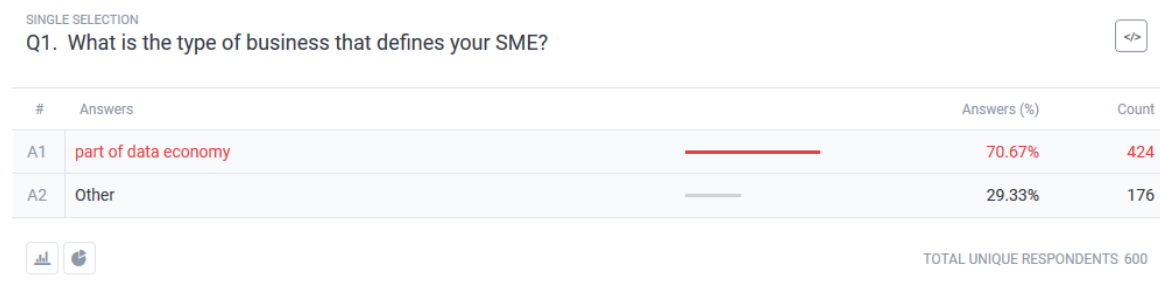 SINGLE SELECTION
Q1. What is the type of business that defines your SME?
</>
# Answers Answers (%) Count
A1 part of data economy 70.67% 424
A2 Other 29.33% 176
TOTAL UNIQUE RESPONDENTS 600